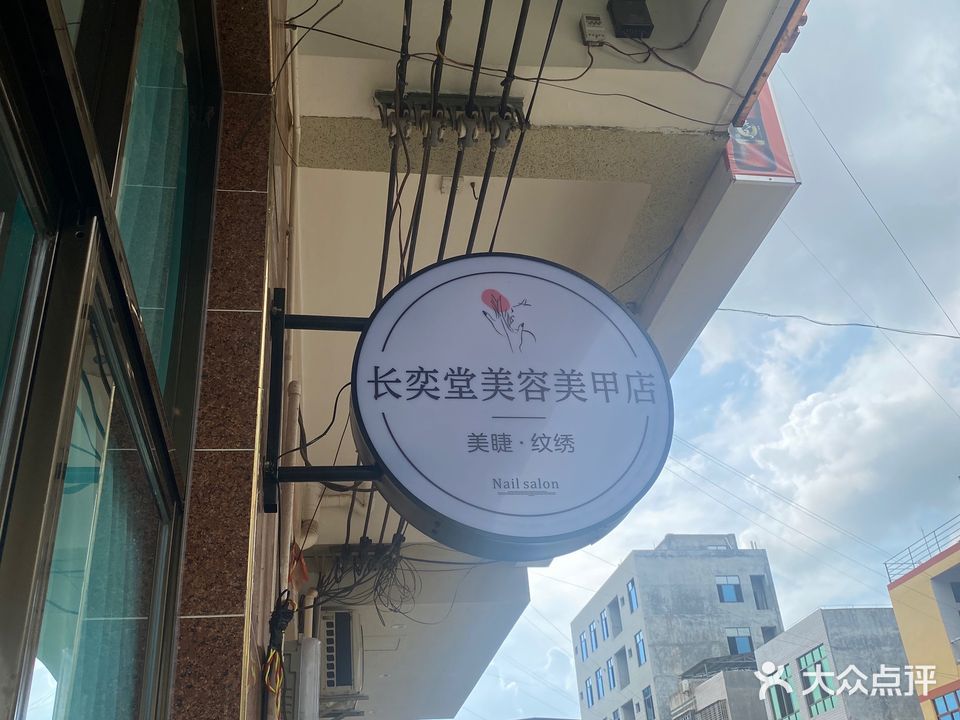 长奕堂美容美甲店
美睫·纹绣
Nail salon
大众点评